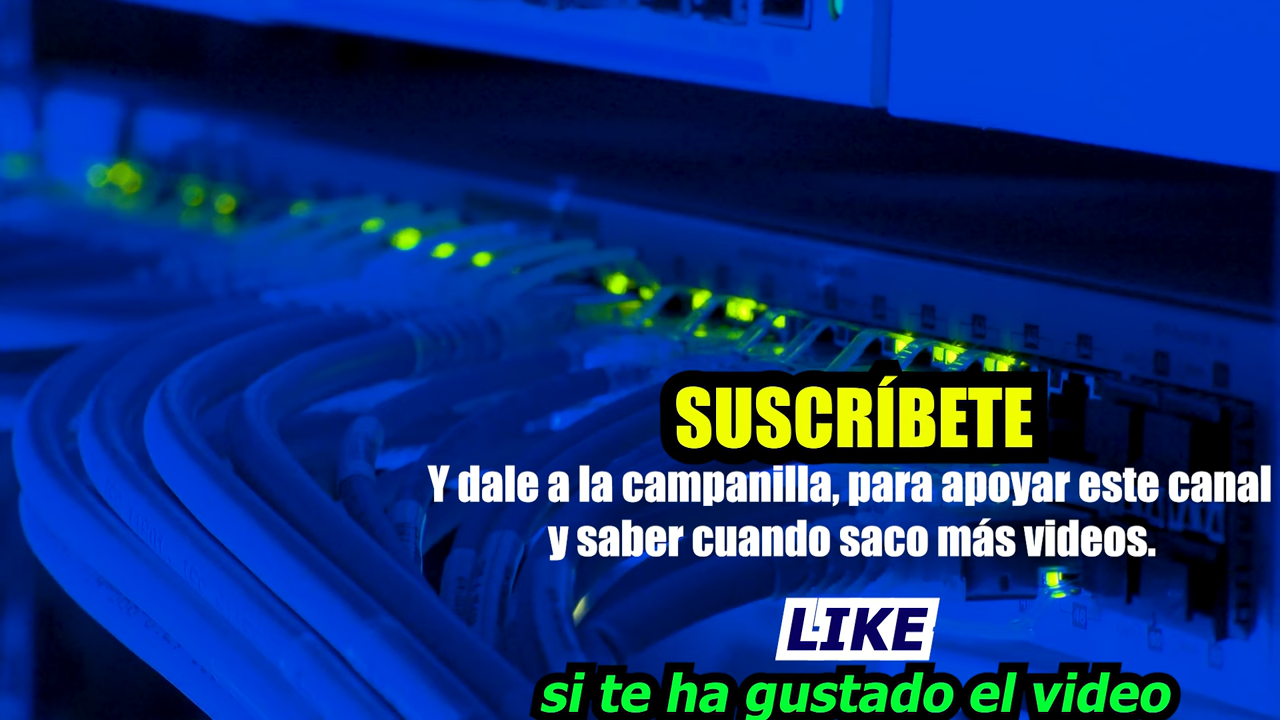 SUSCRÍBETE
Y dale a la campanilla, para apoyar este canal
y saber cuando saco más videos.
LIKE
si te ha gustado el video